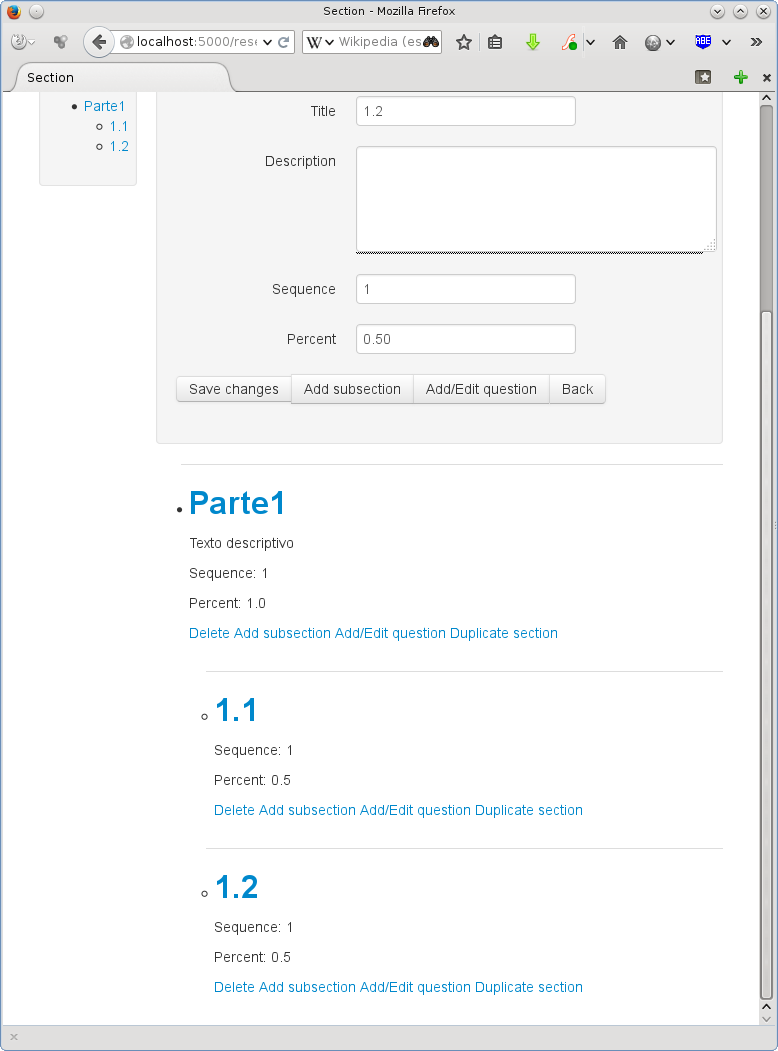 Section - Mozilla Firefox
localhost:5000/rese
W Wikipedia (es
ABE
Section
Parte1
1.1
1.2
Title 1.2
Description
Sequence 1
Percent 0.50
Save changes Add subsection Add/Edit question Back
Parte1
Texto descriptivo
Sequence: 1
Percent: 1.0
Delete Add subsection Add/Edit question Duplicate section
1.1
Sequence: 1
Percent: 0.5
Delete Add subsection Add/Edit question Duplicate section
1.2
Sequence: 1
Percent: 0.5
Delete Add subsection Add/Edit question Duplicate section